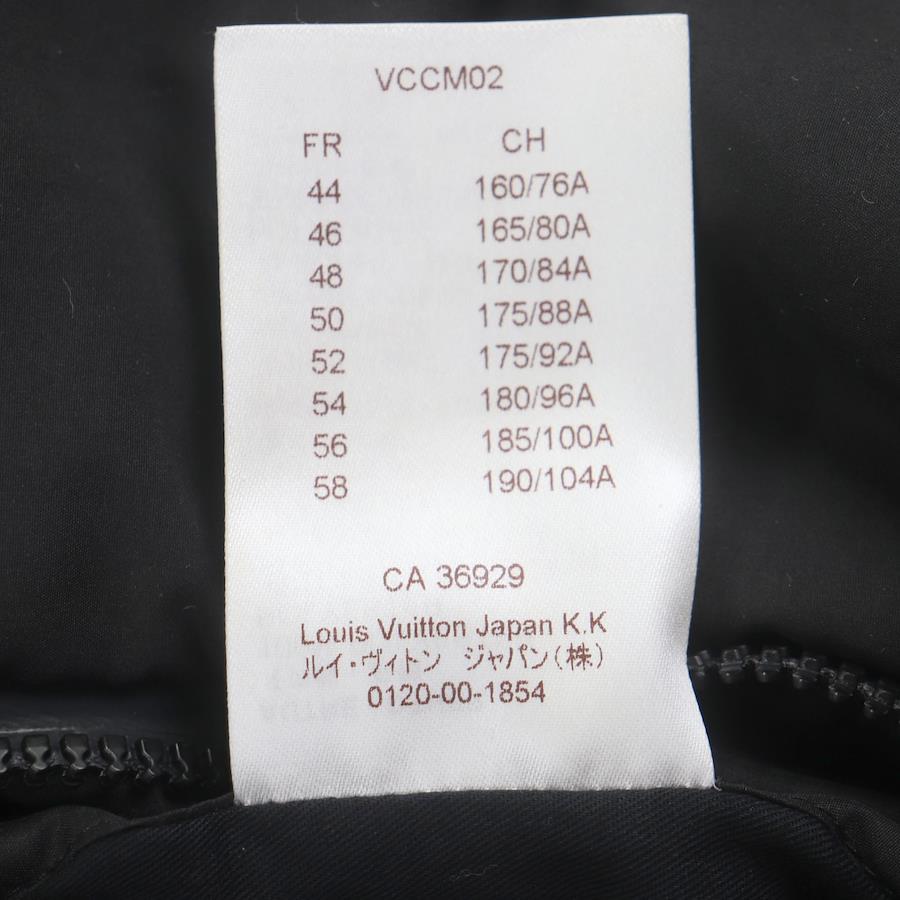 VCCM02
FR CH
44 160/76A
46 165/80A
48 170/84A
50 175/88A
52 175/92A
54 180/96A
56 185/100A
58 190/104A
CA 36929
Louis Vuitton Japan K.K
ルイ・ヴィトン ジャパン(株)
0120-00-1854